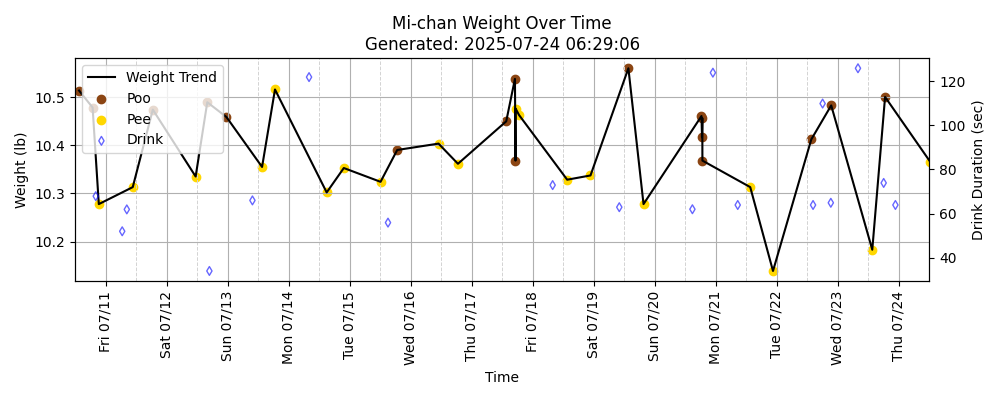 Mi-chan Weight Over Time
Generated: 2025-07-24 06:29:06
Weight Trend
Poo
Pee
Drink
Weight (lb)
10.5
10.4
10.3
10.2
Drink Duration (sec)
120
100
80
60
40
Fri 07/11
Sat 07/12
Sun 07/13
Mon 07/14
Tue 07/15
Wed 07/16
Thu 07/17
Fri 07/18
Sat 07/19
Sun 07/20
Mon 07/21
Tue 07/22
Wed 07/23
Thu 07/24
Time